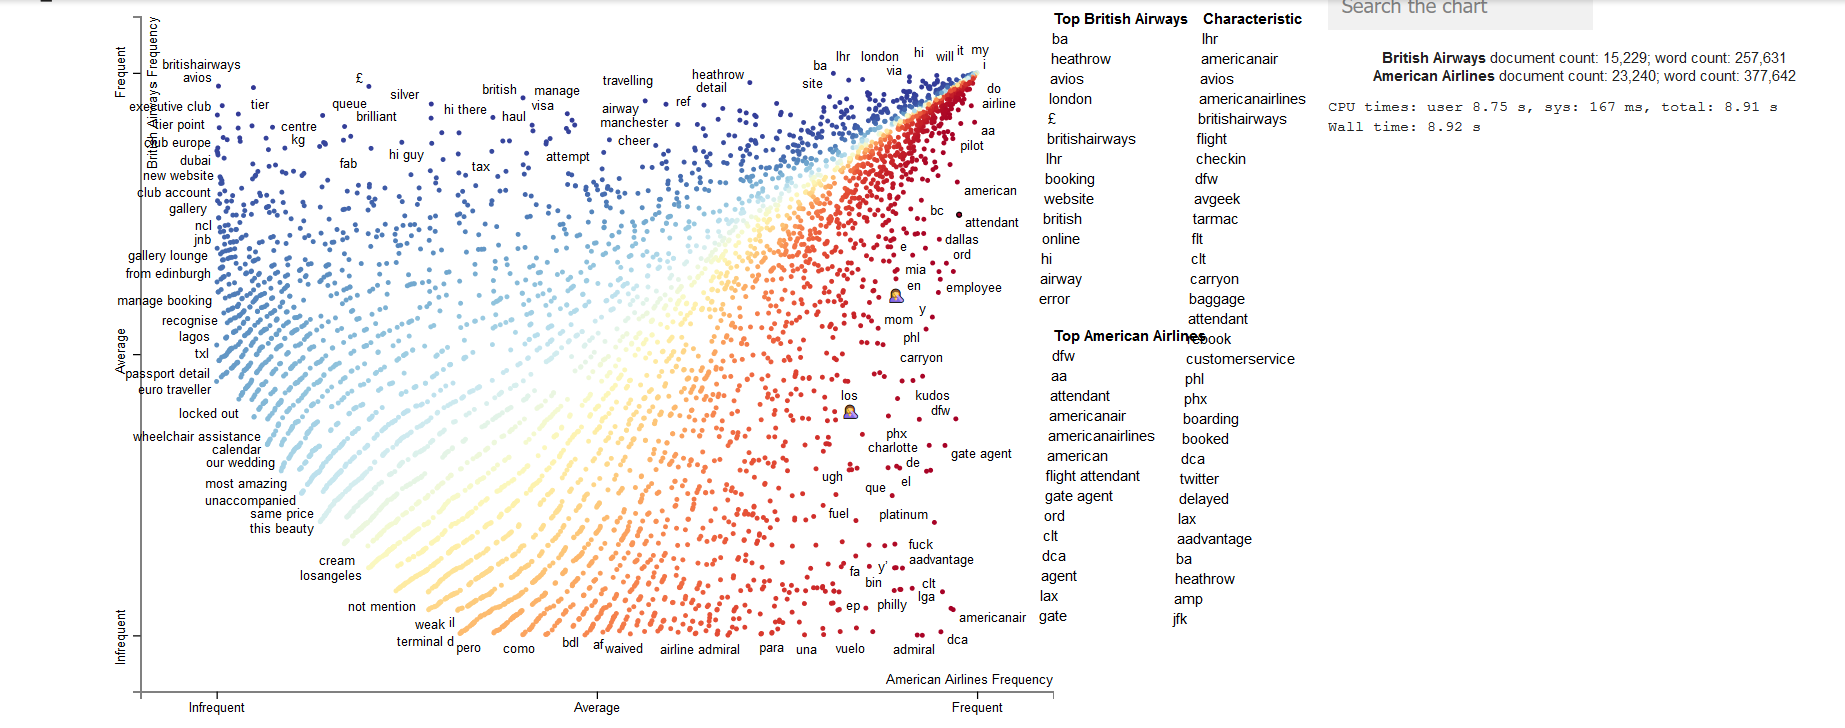 Search the chart
British Airways document count: 15,229; word count: 257,631
American Airlines document count: 23,240; word count: 377,642
CPU times: user 8.75 s, sys: 167 ms, total: 8.91 s
Wall time: 8.92 s
British Airways Frequency
Frequent
Average
Infrequent
britishairways
avios
executive club
tier point
club europe
dubai
new website
club account
gallery
ncl
jnb
gallery lounge
from edinburgh
manage booking
recognise
lagos
txl
passport detail
euro traveller
locked out
wheelchair assistance
calendar
our wedding
most amazing
unaccompanied
same price
this beauty
cream
losangeles
not mention
weak il
terminal d
pero
como
bdl
af
waived
airline admiral
para
una
vuelo
admiral
dca
americanair
tier
£
queue
brilliant
silver
centre
kg
fab
hi guy
hi there
british
haul
manage
visa
tax
attempt
travelling
airway
manchester
cheer
ref
heathrow
detail
ba
site
lhr
london
via
hi
will
it
my
i
do
airline
aa
pilot
american
bc
attendant
dallas
ord
e
mia
en
employee
y
mom
phl
carryon
los
kudos
dfw
phx
charlotte
gate agent
de
el
ugh
que
fuel
platinum
fuck
aadvantage
fa
y'
bin
clt
lga
ep
philly
American Airlines Frequency
Infrequent
Average
Frequent
Top British Airways
ba
heathrow
avios
london
£
britishairways
lhr
booking
website
british
online
hi
airway
error
Top American Airlines
dfw
aa
attendant
americanair
americanairlines
american
flight attendant
gate agent
ord
clt
dca
agent
lax
gate
Characteristic
lhr
americanair
avios
americanairlines
britishairways
flight
checkin
dfw
avgeek
tarmac
flt
clt
carryon
baggage
attendant
rebook
customerservice
phl
phx
boarding
booked
dca
twitter
delayed
lax
aadvantage
ba
heathrow
amp
jfk